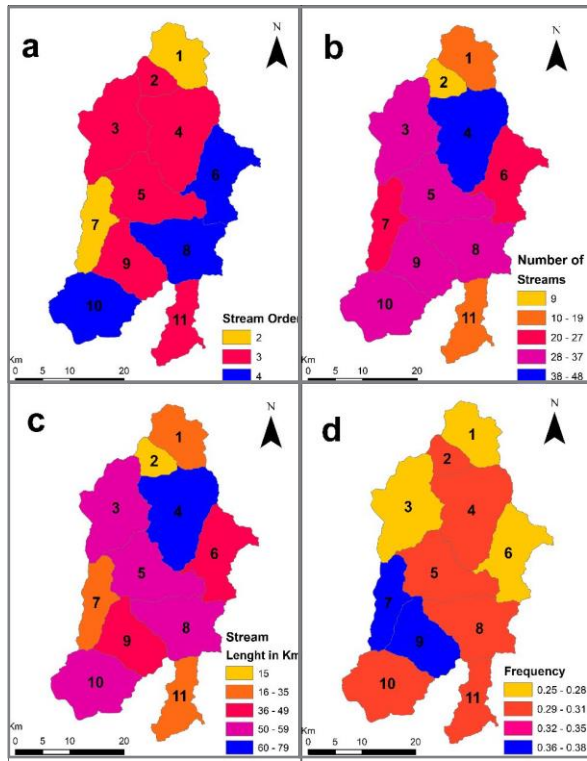 a
N
1
2
3
4
5
6
7
8
9
10
11
Stream Order
2
3
4
Km
0 5 10 20
b
N
1
2
3
4
5
6
7
8
9
10
11
Number of
Streams
9
10 - 19
20 - 27
28 - 37
38 - 48
Km
0 5 10 20
c
N
1
2
3
4
5
6
7
8
9
10
11
Stream
Lenght in Km
15
16 - 35
36 - 49
50 - 59
60 - 79
Km
0 5 10 20
d
N
1
2
3
4
5
6
7
8
9
10
11
Frequency
0.25 - 0.28
0.29 - 0.31
0.32 - 0.35
0.36 - 0.38
Km
0 5 10 20